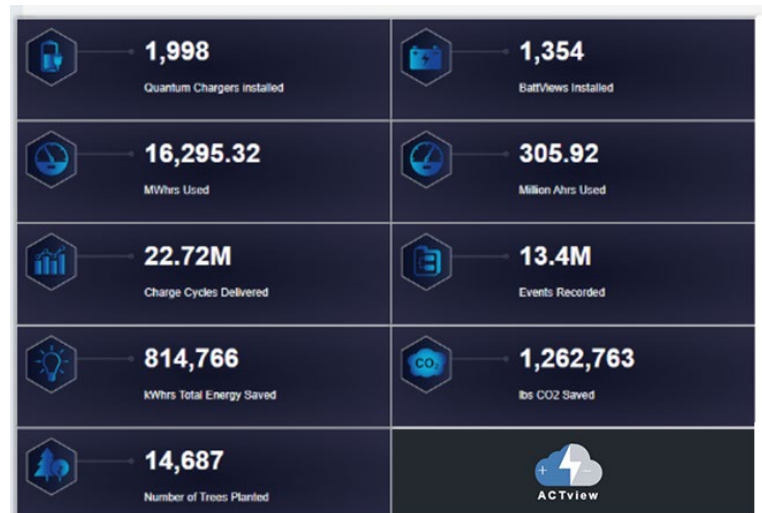 1,998
Quantum Chargers installed
1,354
BattViews Installed
16,295.32
MWhrs Used
305.92
Million Ahrs Used
22.72M
Charge Cycles Delivered
13.4M
Events Recorded
814,766
kWhrs Total Energy Saved
CO2
1,262,763
lbs CO2 Saved
14,687
Number of Trees Planted
ACTview